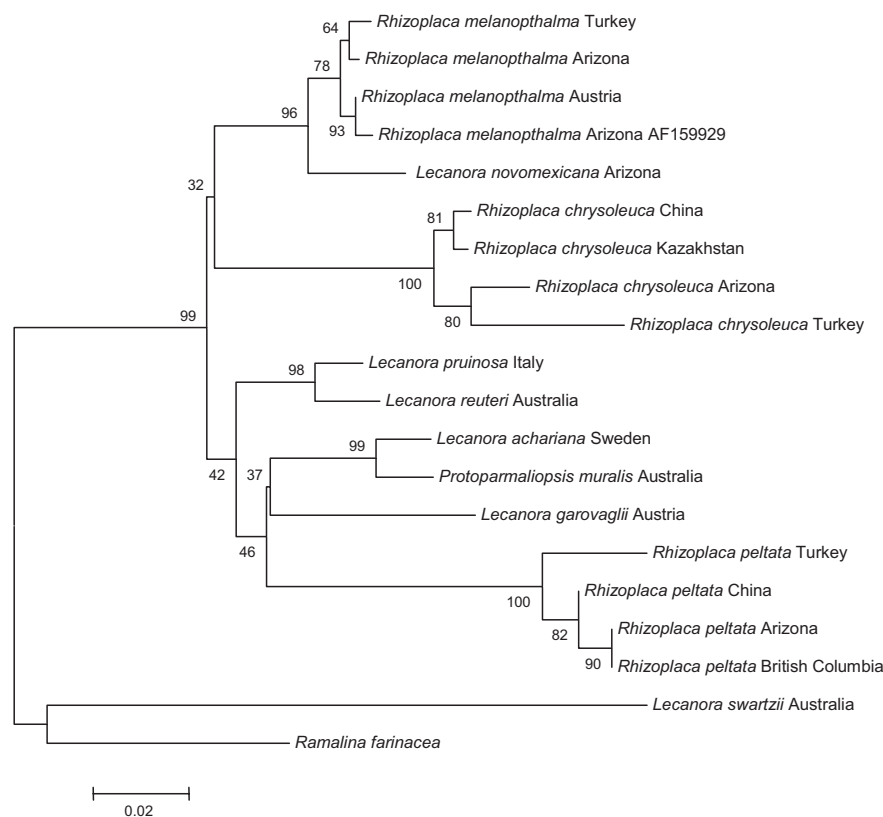 Rhizoplaca melanopthalma Turkey
64
Rhizoplaca melanopthalma Arizona
78
Rhizoplaca melanopthalma Austria
96
93
Rhizoplaca melanopthalma Arizona AF159929
Lecanora novomexicana Arizona
32
Rhizoplaca chrysoleuca China
81
Rhizoplaca chrysoleuca Kazakhstan
100
Rhizoplaca chrysoleuca Arizona
99
80
Rhizoplaca chrysoleuca Turkey
Lecanora pruinosa Italy
98
Lecanora reuteri Australia
Lecanora achariana Sweden
99
42
37
Protoparmaliopsis muralis Australia
Lecanora garovaglii Austria
46
Rhizoplaca peltata Turkey
Rhizoplaca peltata China
100
Rhizoplaca peltata Arizona
82
90
Rhizoplaca peltata British Columbia
Lecanora swartzii Australia
Ramalina farinacea
0.02